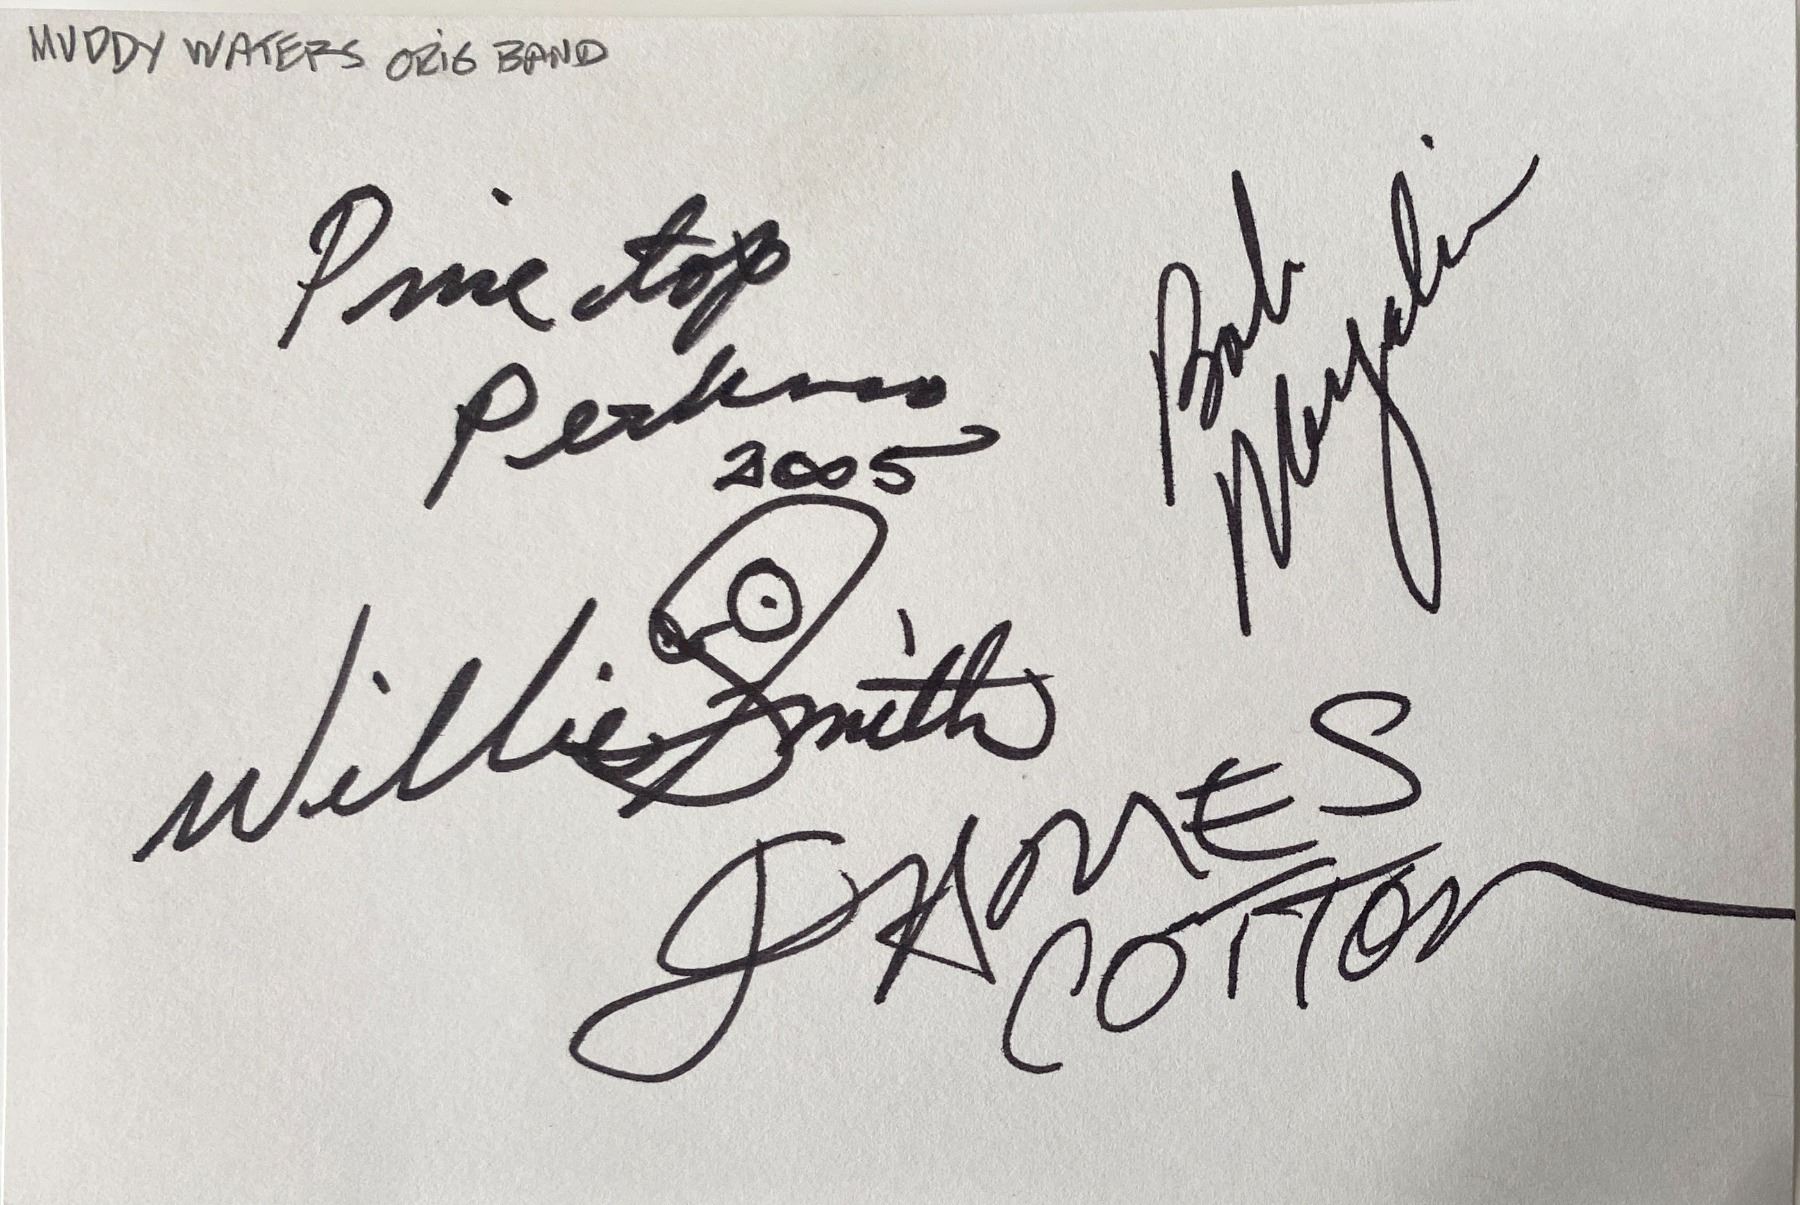 MUDDY WATERS ORIG BAND
Pinetop
Perkins
2005
Bob
Margolin
Willie Smith
JAMES
COTTON